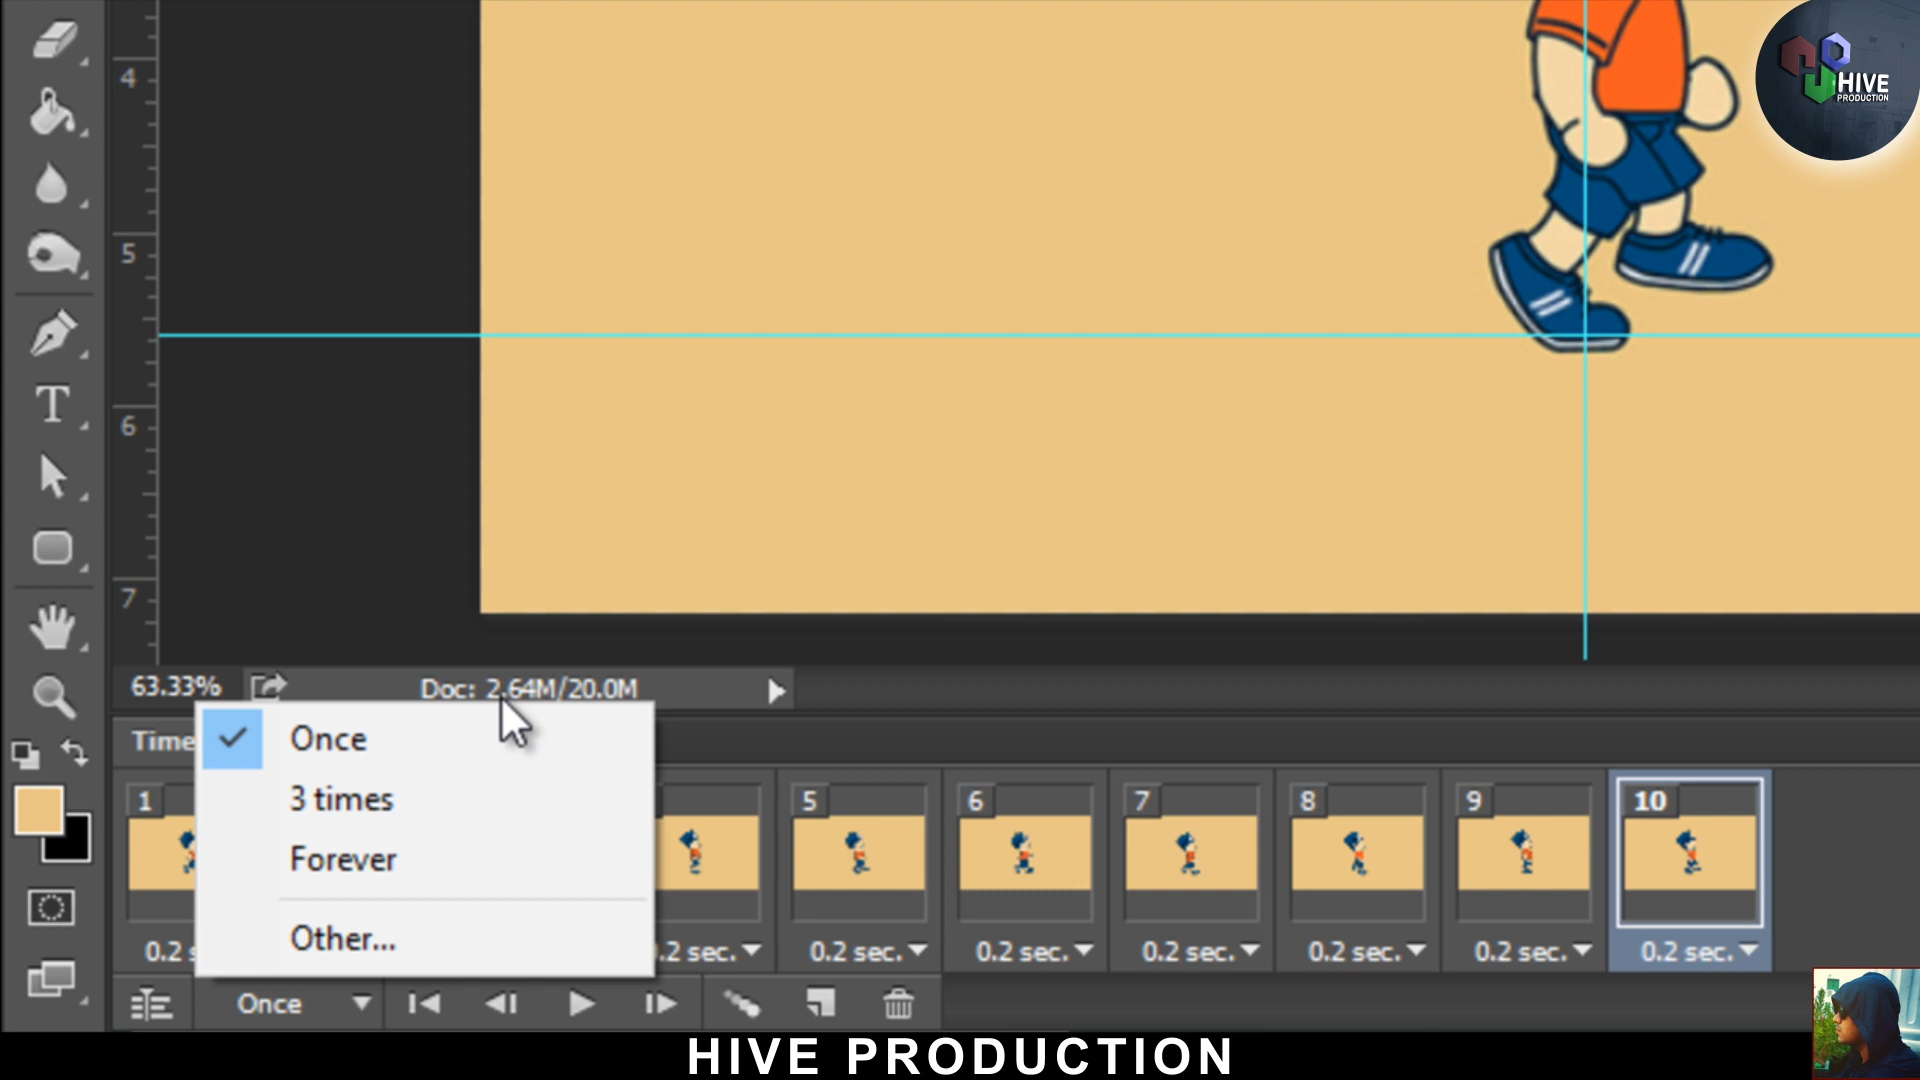 HIVE
PRODUCTION
4
5
6
7
63.33%
Doc: 2.64M/20.0M
Time
Once
3 times
Forever
Other...
1
5
6
7
8
9
10
0.2 s
.2 sec.
0.2 sec.
0.2 sec.
0.2 sec.
0.2 sec.
0.2 sec.
0.2 sec.
Once
HIVE PRODUCTION